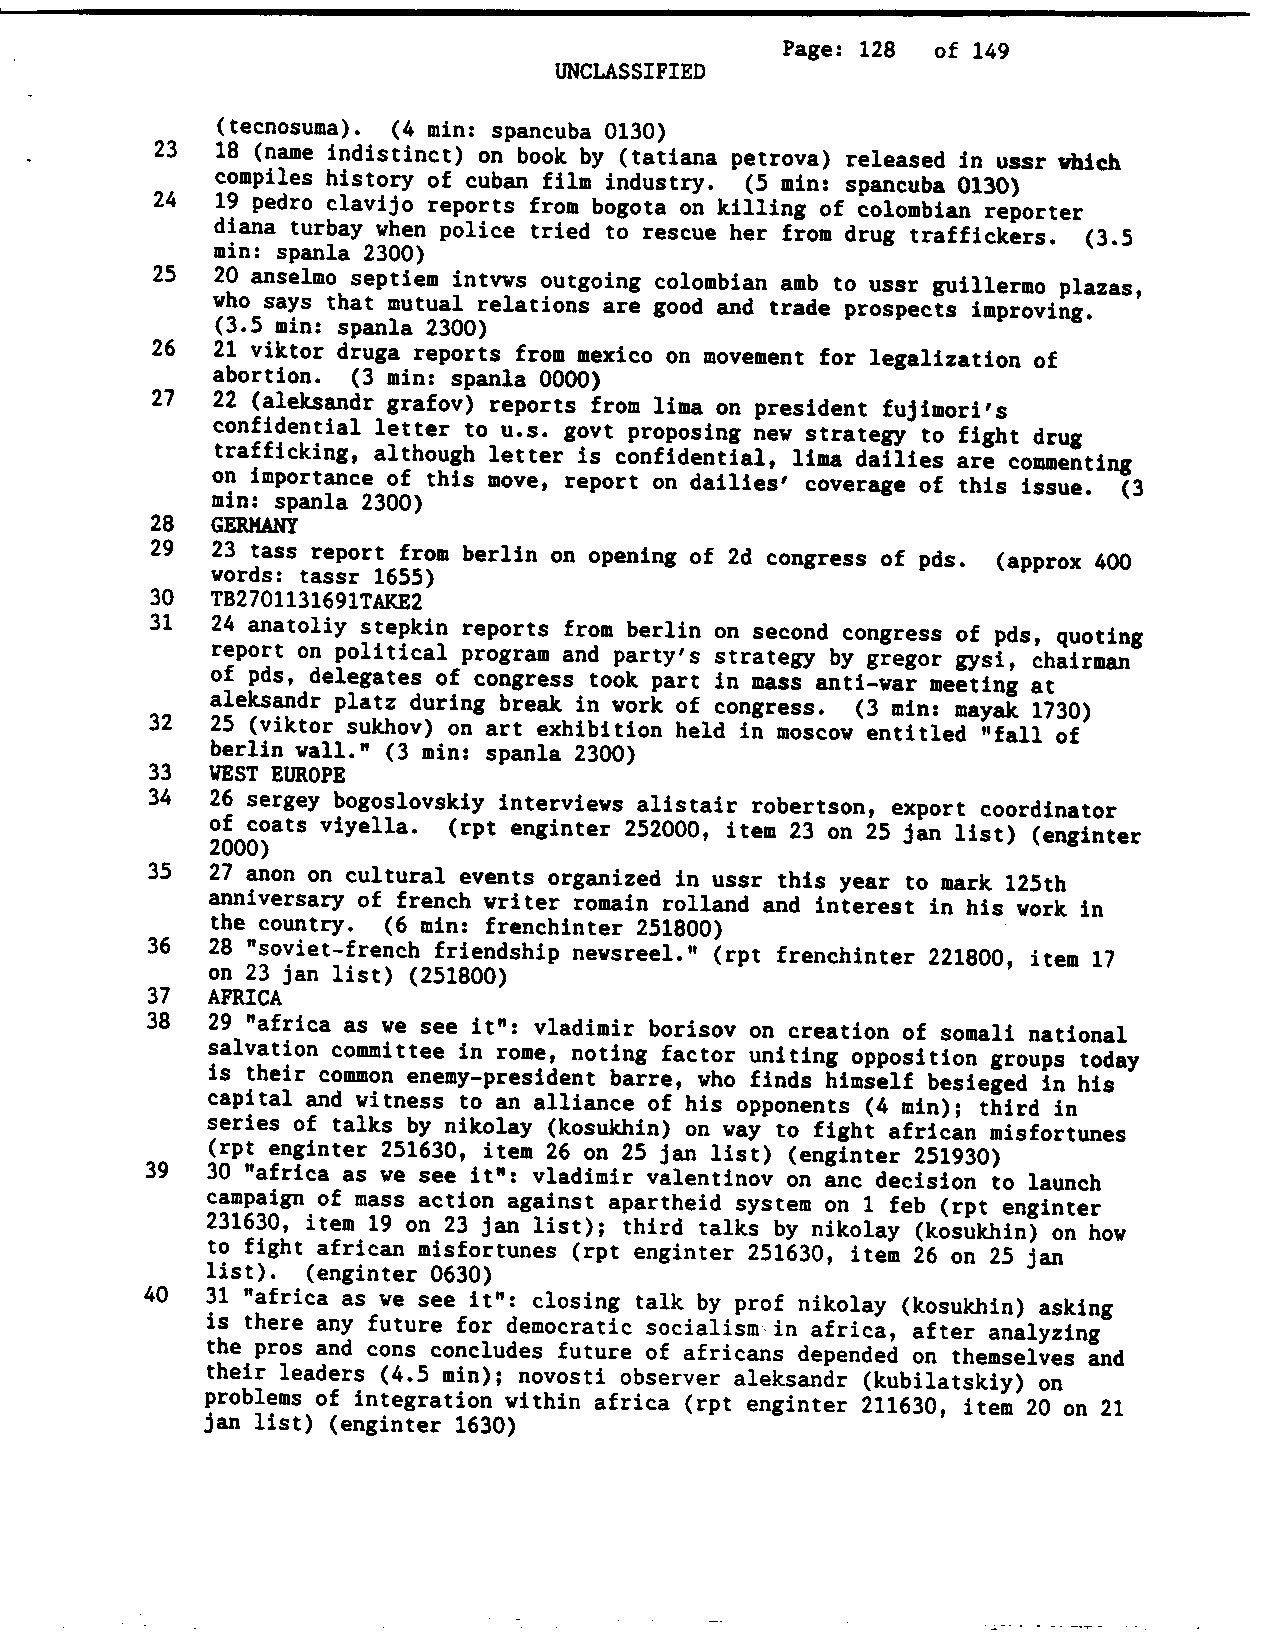 Page: 128 of 149
UNCLASSIFIED
(tecnosuma). (4 min: spancuba 0130)
23 18 (name indistinct) on book by (tatiana petrova) released in ussr which
compiles history of cuban film industry. (5 min: spancuba 0130)
24 19 pedro clavijo reports from bogota on killing of colombian reporter
diana turbay when police tried to rescue her from drug traffickers. (3.5
min: spanla 2300)
25 20 anselmo septiem intvws outgoing colombian amb to ussr guillermo plazas,
who says that mutual relations are good and trade prospects improving.
(3.5 min: spanla 2300)
26 21 viktor druga reports from mexico on movement for legalization of
abortion. (3 min: spanla 0000)
27 22 (aleksandr grafov) reports from lima on president fujimori's
confidential letter to u.s. govt proposing new strategy to fight drug
trafficking, although letter is confidential, lima dailies are commenting
on importance of this move, report on dailies' coverage of this issue. (3
min: spanla 2300)
28 GERMANY
29 23 tass report from berlin on opening of 2d congress of pds. (approx 400
words: tassr 1655)
30 TB2701131691TAKE2
31 24 anatoliy stepkin reports from berlin on second congress of pds, quoting
report on political program and party's strategy by gregor gysi, chairman
of pds, delegates of congress took part in mass anti-war meeting at
aleksandr platz during break in work of congress. (3 min: mayak 1730)
32 25 (viktor sukhov) on art exhibition held in moscow entitled "fall of
berlin wall." (3 min: spanla 2300)
33 WEST EUROPE
34 26 sergey bogoslovskiy interviews alistair robertson, export coordinator
of coats viyella. (rpt enginter 252000, item 23 on 25 jan list) (enginter
2000)
35 27 anon on cultural events organized in ussr this year to mark 125th
anniversary of french writer romain rolland and interest in his work in
the country. (6 min: frenchinter 251800)
36 28 "soviet-french friendship newsreel." (rpt frenchinter 221800, item 17
on 23 jan list) (251800)
37 AFRICA
38 29 "africa as we see it": vladimir borisov on creation of somali national
salvation committee in rome, noting factor uniting opposition groups today
is their common enemy-president barre, who finds himself besieged in his
capital and witness to an alliance of his opponents (4 min); third in
series of talks by nikolay (kosukhin) on way to fight african misfortunes
(rpt enginter 251630, item 26 on 25 jan list) (enginter 251930)
39 30 "africa as we see it": vladimir valentinov on anc decision to launch
campaign of mass action against apartheid system on 1 feb (rpt enginter
231630, item 19 on 23 jan list); third talks by nikolay (kosukhin) on how
to fight african misfortunes (rpt enginter 251630, item 26 on 25 jan
list). (enginter 0630)
40 31 "africa as we see it": closing talk by prof nikolay (kosukhin) asking
is there any future for democratic socialism in africa, after analyzing
the pros and cons concludes future of africans depended on themselves and
their leaders (4.5 min); novosti observer aleksandr (kubilatskiy) on
problems of integration within africa (rpt enginter 211630, item 20 on 21
jan list) (enginter 1630)